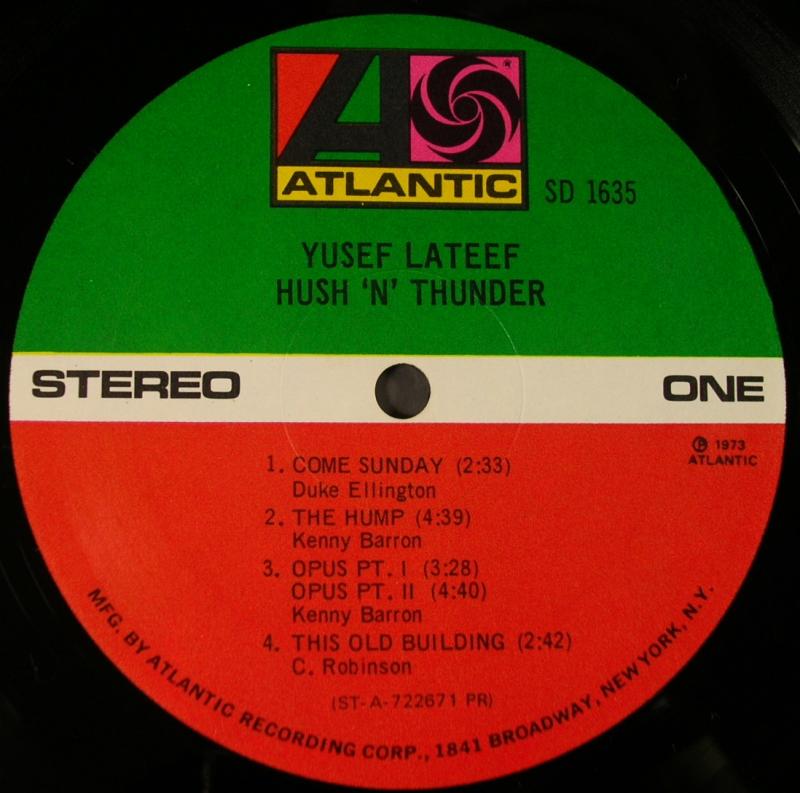 ATLANTIC
SD 1635
YUSEF LATEEF
HUSH 'N' THUNDER
STEREO
ONE
Ⓟ 1973
ATLANTIC
1. COME SUNDAY (2:33)
Duke Ellington
2. THE HUMP (4:39)
Kenny Barron
3. OPUS PT. I (3:28)
OPUS PT. II (4:40)
Kenny Barron
4. THIS OLD BUILDING (2:42)
C. Robinson
(ST-A-722671 PR)
MFG. BY ATLANTIC RECORDING CORP., 1841 BROADWAY, NEW YORK, N.Y.